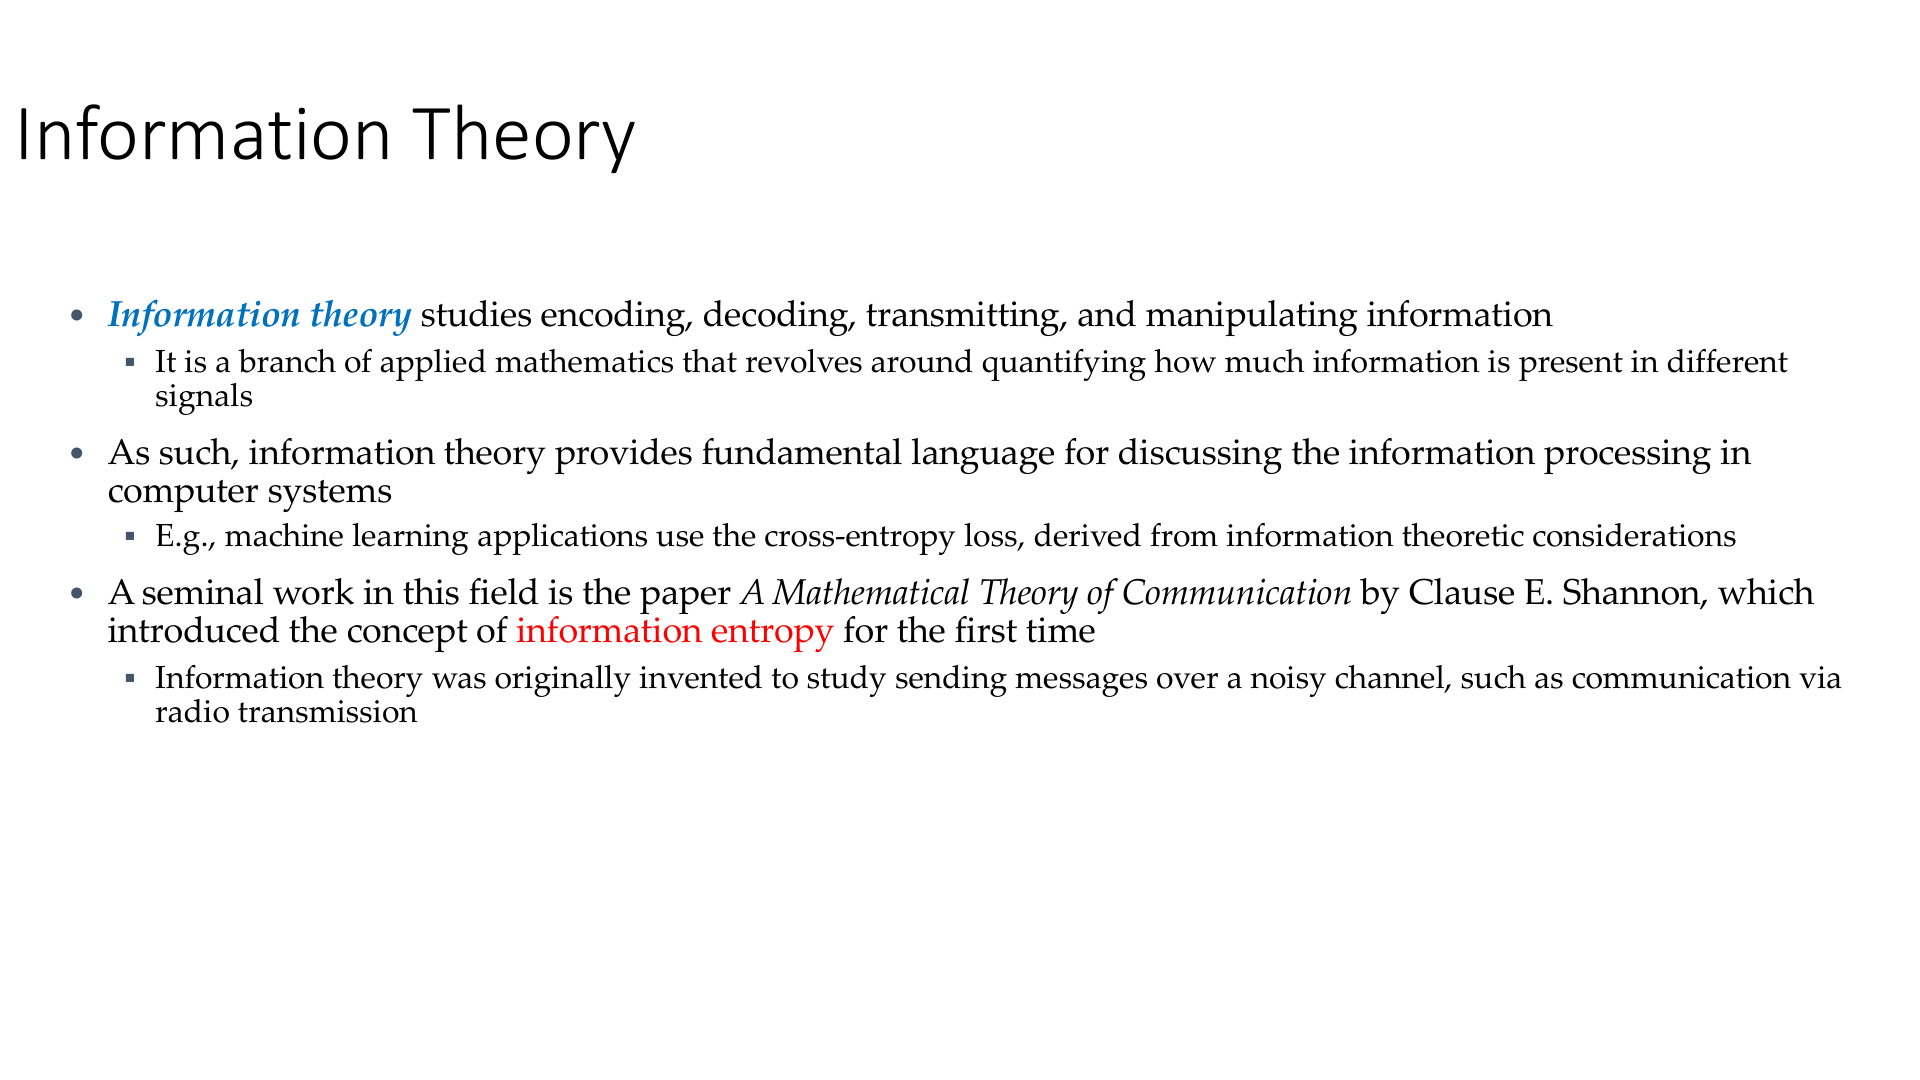 Information Theory
• Information theory studies encoding, decoding, transmitting, and manipulating information
▪ It is a branch of applied mathematics that revolves around quantifying how much information is present in different
signals
• As such, information theory provides fundamental language for discussing the information processing in
computer systems
▪ E.g., machine learning applications use the cross-entropy loss, derived from information theoretic considerations
• A seminal work in this field is the paper A Mathematical Theory of Communication by Clause E. Shannon, which
introduced the concept of information entropy for the first time
▪ Information theory was originally invented to study sending messages over a noisy channel, such as communication via
radio transmission